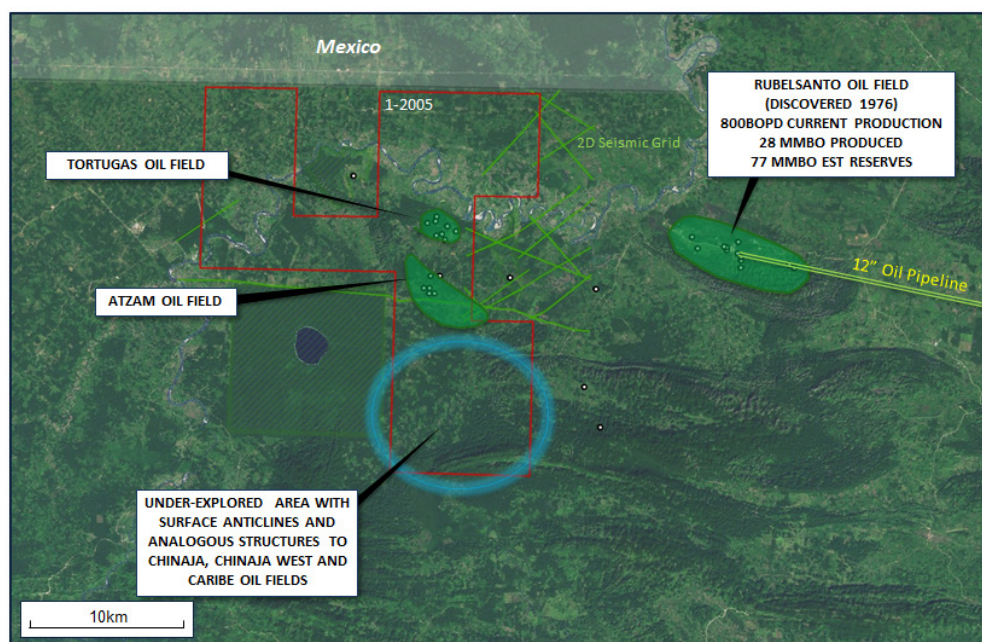 Mexico
1-2005
2D Seismic Grid
RUBELSANTO OIL FIELD
(DISCOVERED 1976)
800BOPD CURRENT PRODUCTION
28 MMBO PRODUCED
77 MMBO EST RESERVES
TORTUGAS OIL FIELD
12” Oil Pipeline
ATZAM OIL FIELD
UNDER-EXPLORED AREA WITH
SURFACE ANTICLINES AND
ANALOGOUS STRUCTURES TO
CHINAJA, CHINAJA WEST AND
CARIBE OIL FIELDS
10km